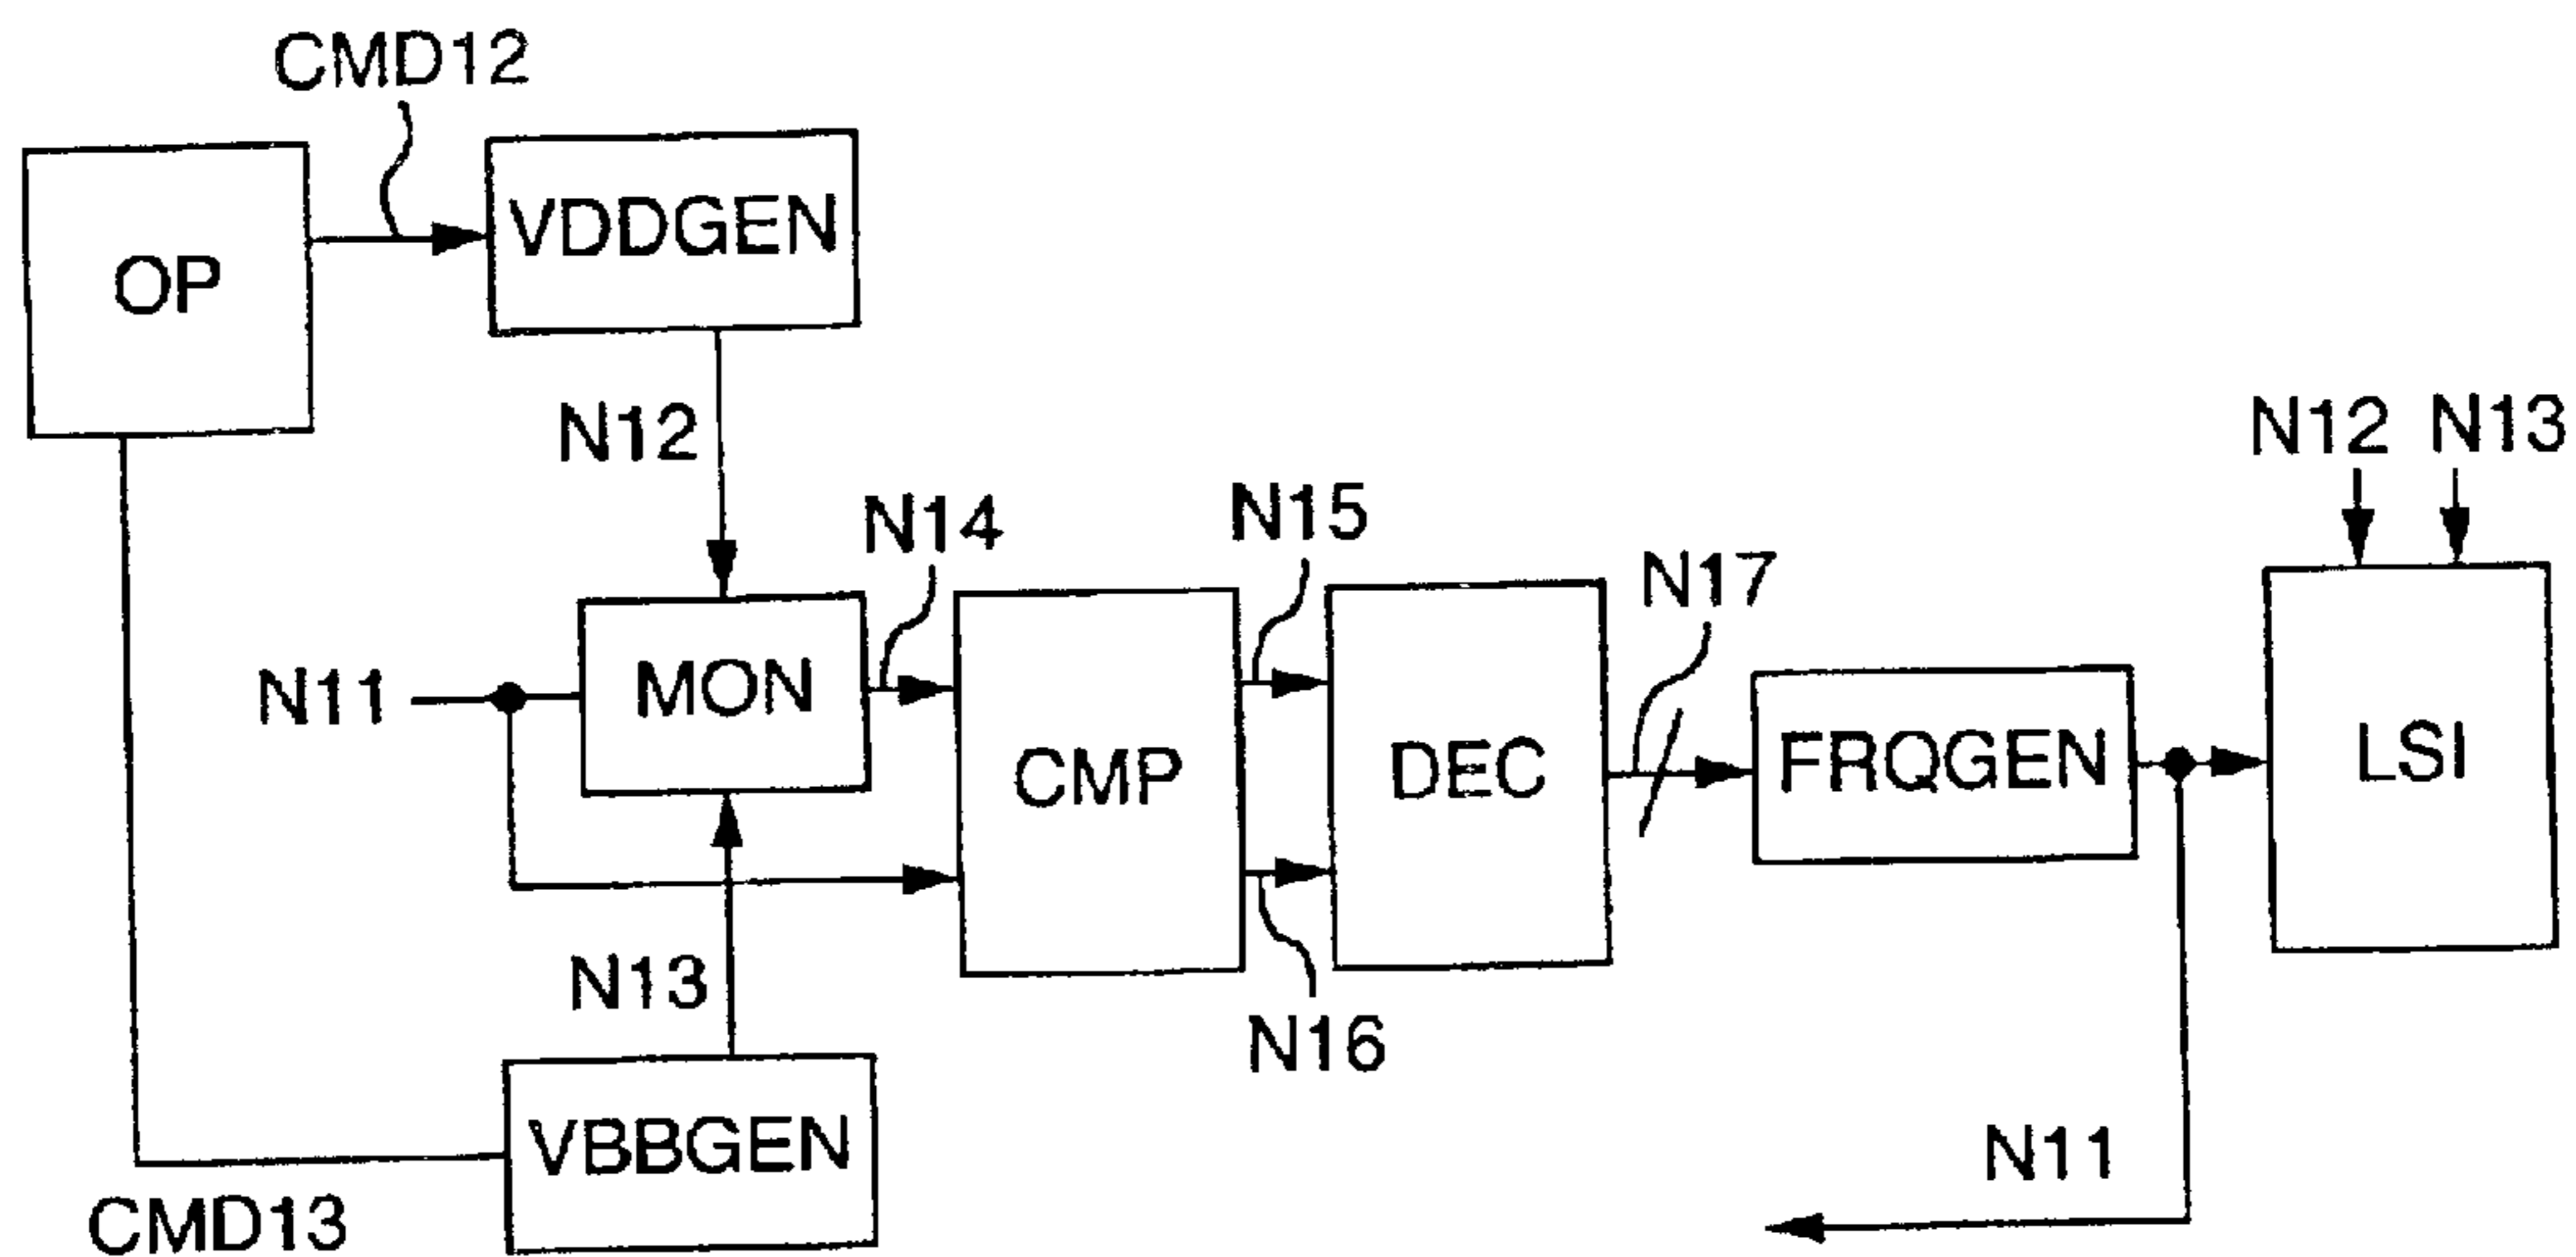 CMD12
OP
VDDGEN
N12
N12 N13
N14
N15
N17
N11
MON
CMP
DEC
FRQGEN
LSI
N13
N16
VBBGEN
N11
CMD13